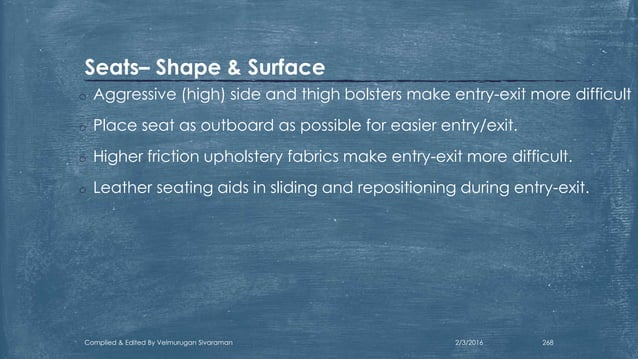 Seats– Shape & Surface
o Aggressive (high) side and thigh bolsters make entry-exit more difficult
o Place seat as outboard as possible for easier entry/exit.
o Higher friction upholstery fabrics make entry-exit more difficult.
o Leather seating aids in sliding and repositioning during entry-exit.
Complied & Edited By Velmurugan Sivaraman 2/3/2016 268